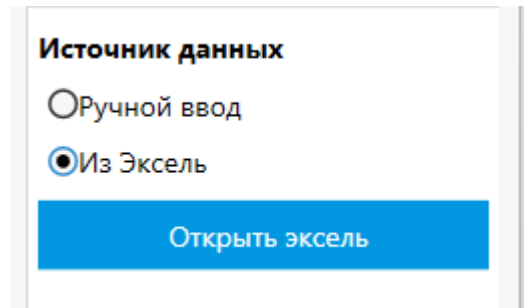 Источник данных
Ручной ввод
Из Эксель
Открыть эксель